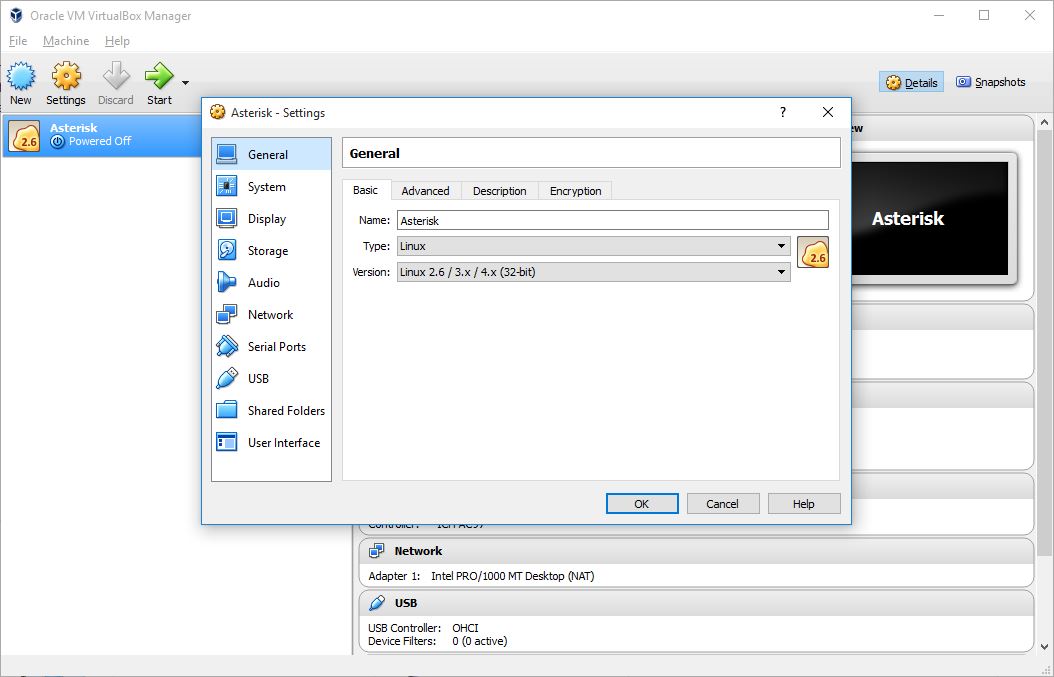 Oracle VM VirtualBox Manager
File Machine Help
New Settings Discard Start
Details Snapshots
Asterisk
Powered Off
2.6
Asterisk - Settings
?
General
System
Display
Storage
Audio
Network
Serial Ports
USB
Shared Folders
User Interface
General
Basic Advanced Description Encryption
Name: Asterisk
Type: Linux
Version: Linux 2.6 / 3.x / 4.x (32-bit)
2.6
OK Cancel Help
Asterisk
Controller:
Network
Adapter 1: Intel PRO/1000 MT Desktop (NAT)
USB
USB Controller: OHCI
Device Filters: 0 (0 active)